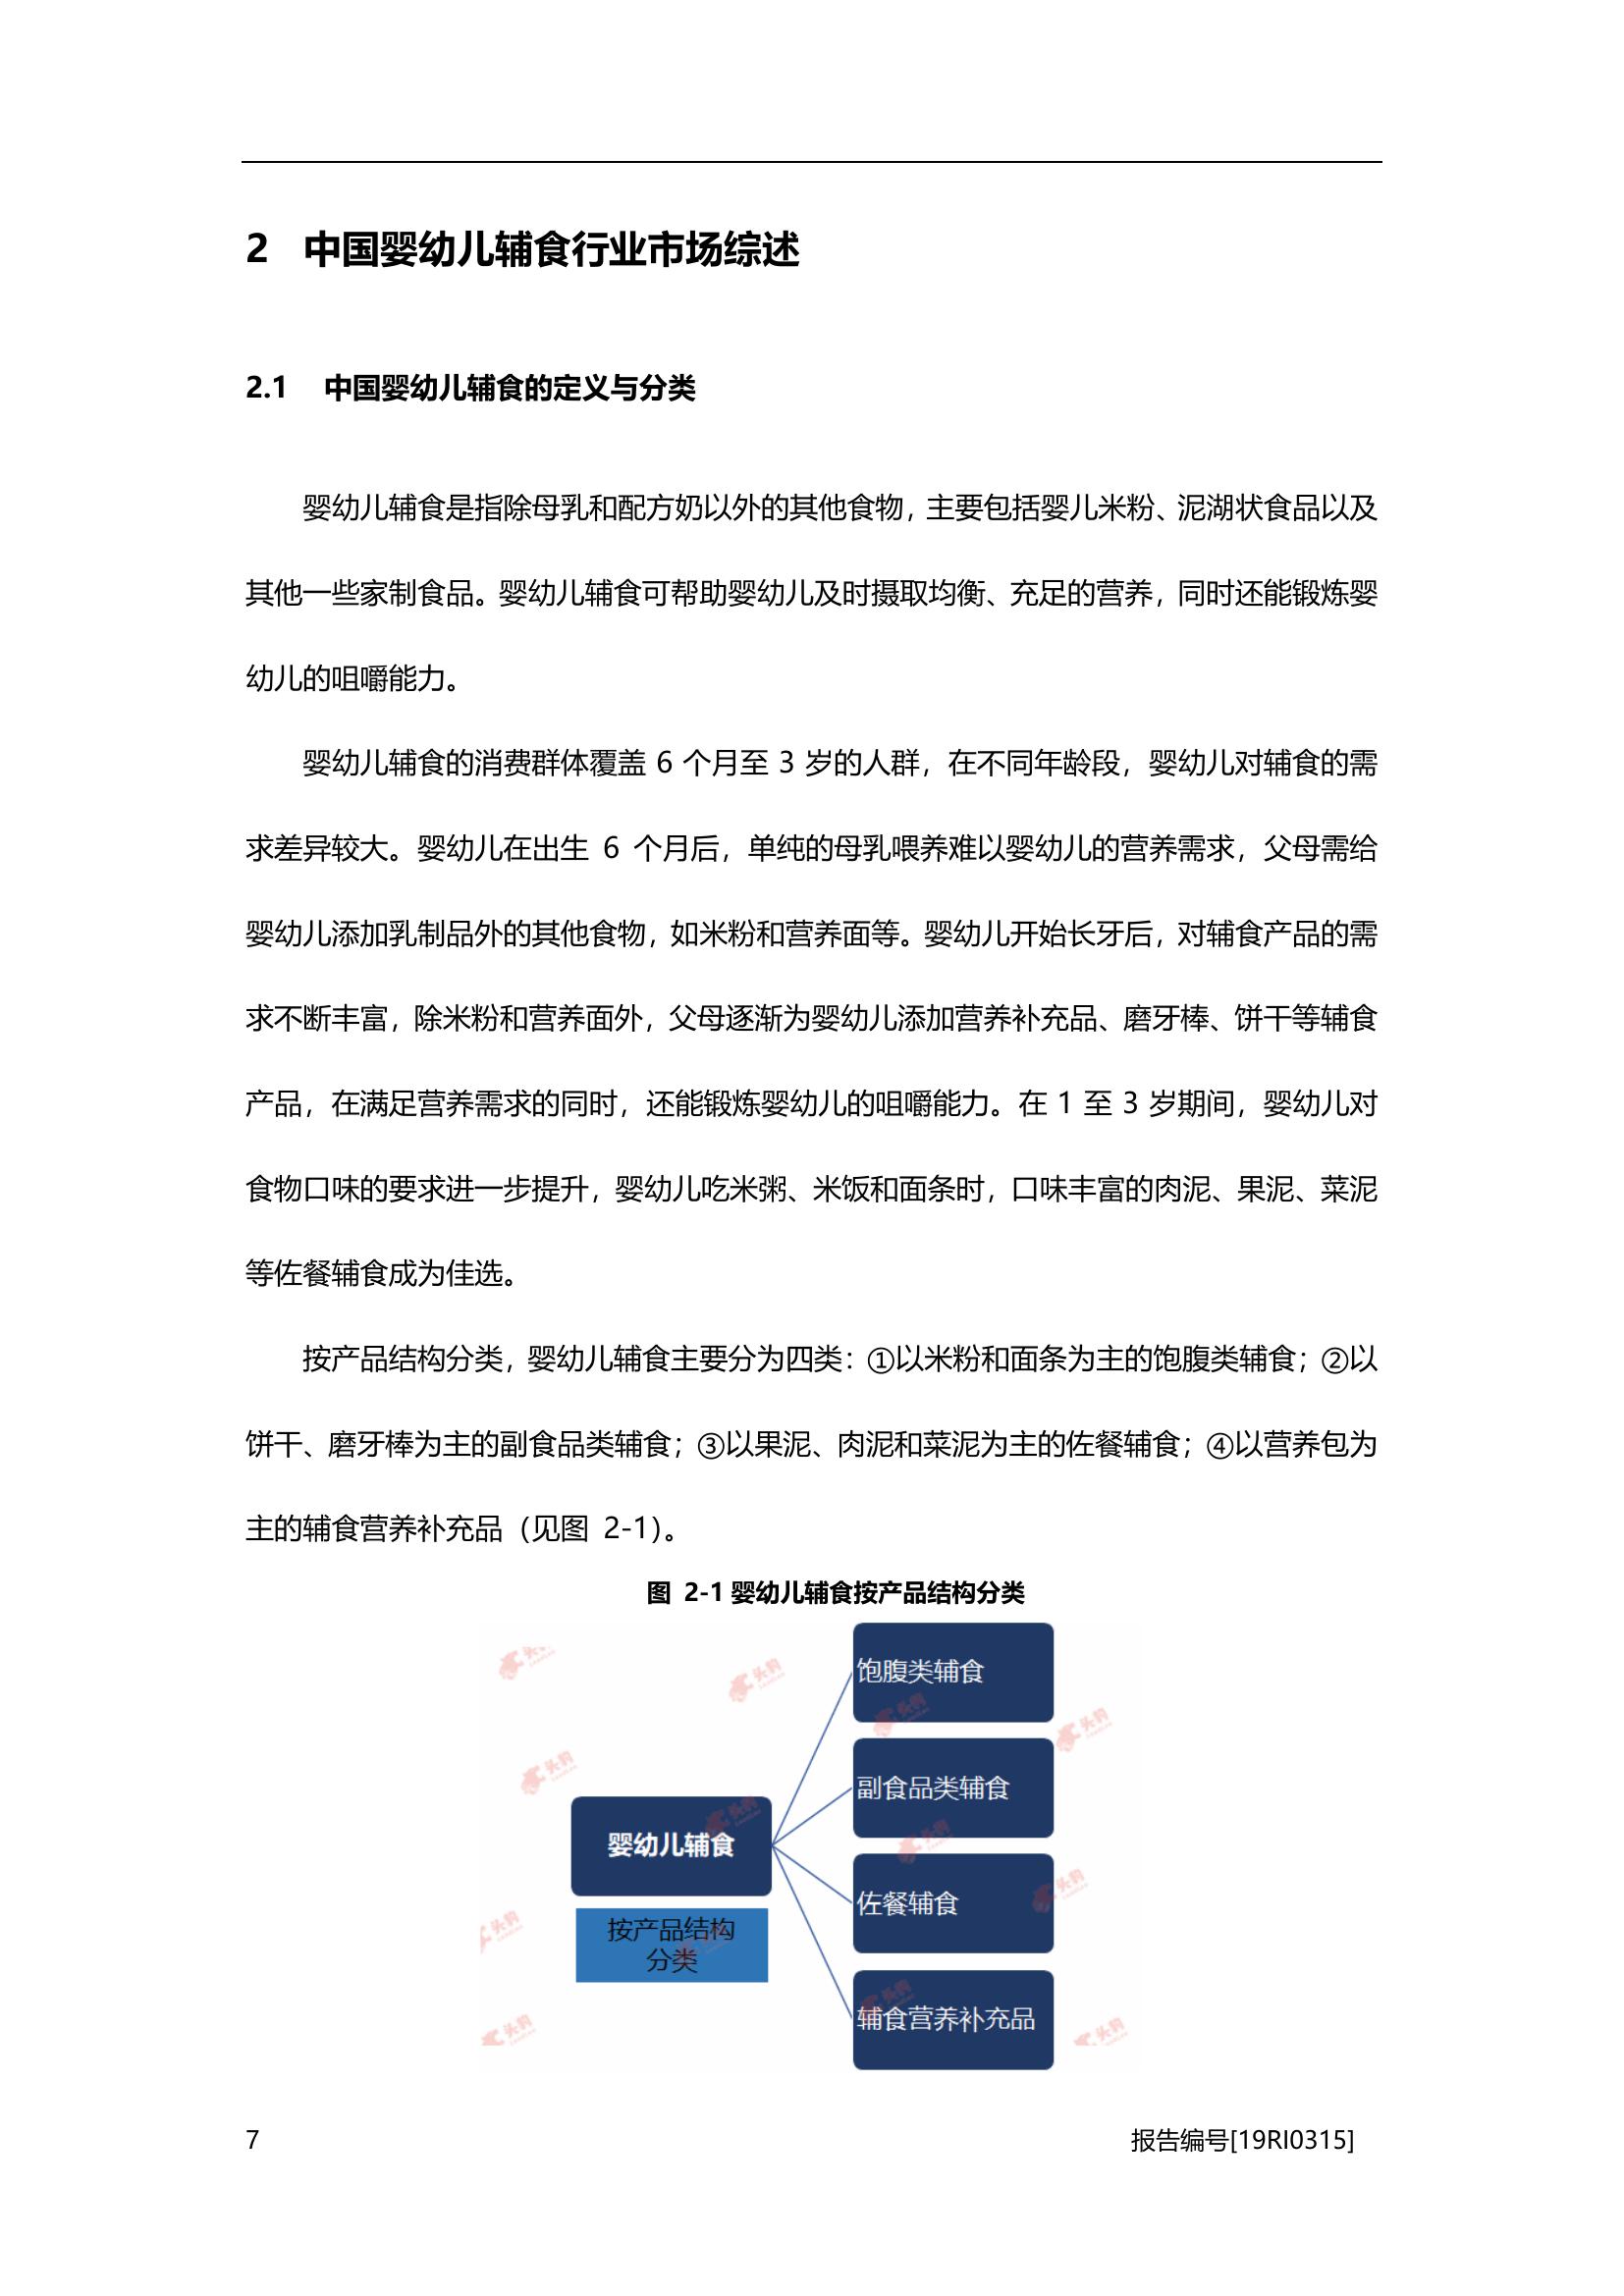 2 中国婴幼儿辅食行业市场综述
2.1 中国婴幼儿辅食的定义与分类
婴幼儿辅食是指除母乳和配方奶以外的其他食物，主要包括婴儿米粉、泥湖状食品以及
其他一些家制食品。婴幼儿辅食可帮助婴幼儿及时摄取均衡、充足的营养，同时还能锻炼婴
幼儿的咀嚼能力。
婴幼儿辅食的消费群体覆盖 6 个月至 3 岁的人群，在不同年龄段，婴幼儿对辅食的需
求差异较大。婴幼儿在出生 6 个月后，单纯的母乳喂养难以婴幼儿的营养需求，父母需给
婴幼儿添加乳制品外的其他食物，如米粉和营养面等。婴幼儿开始长牙后，对辅食产品的需
求不断丰富，除米粉和营养面外，父母逐渐为婴幼儿添加营养补充品、磨牙棒、饼干等辅食
产品，在满足营养需求的同时，还能锻炼婴幼儿的咀嚼能力。在 1 至 3 岁期间，婴幼儿对
食物口味的要求进一步提升，婴幼儿吃米粥、米饭和面条时，口味丰富的肉泥、果泥、菜泥
等佐餐辅食成为佳选。
按产品结构分类，婴幼儿辅食主要分为四类：①以米粉和面条为主的饱腹类辅食；②以
饼干、磨牙棒为主的副食品类辅食；③以果泥、肉泥和菜泥为主的佐餐辅食；④以营养包为
主的辅食营养补充品（见图 2-1）。
图 2-1 婴幼儿辅食按产品结构分类
饱腹类辅食
副食品类辅食
婴幼儿辅食
佐餐辅食
按产品结构
分类
辅食营养补充品
头豹
7 报告编号[19RI0315]